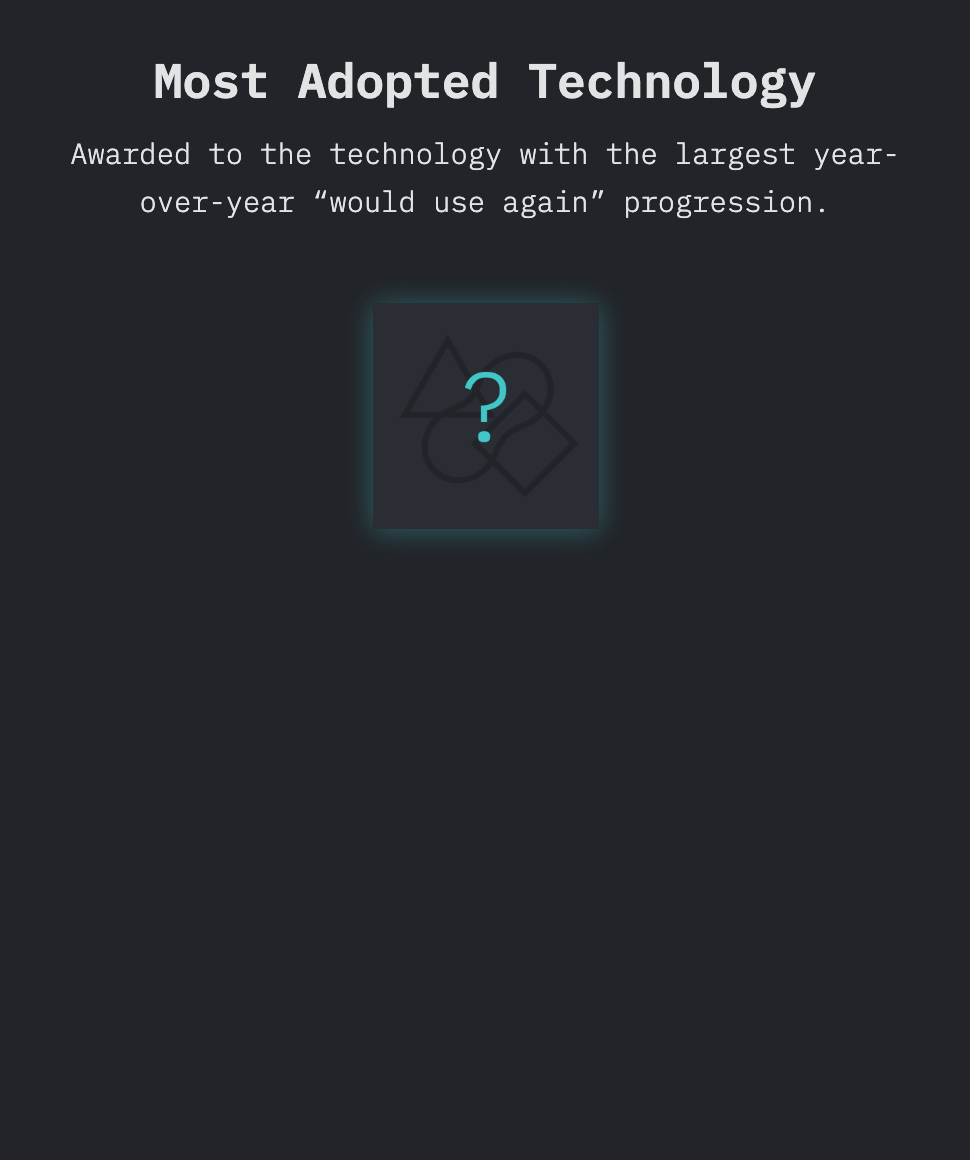 Most Adopted Technology
Awarded to the technology with the largest year-
over-year “would use again” progression.
?